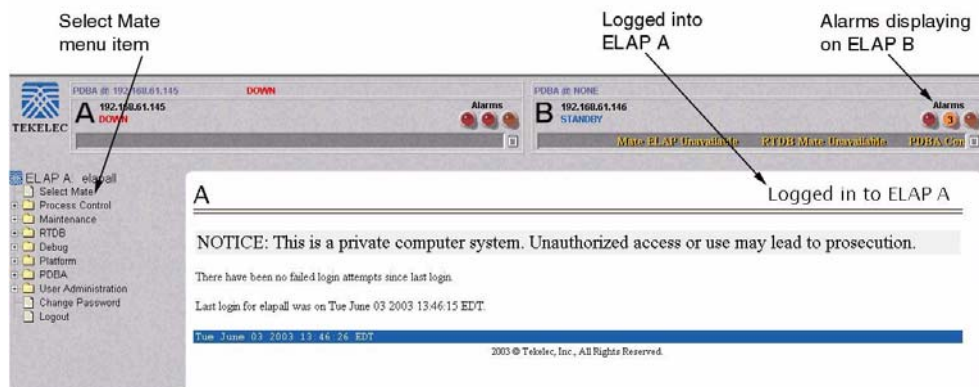 Select Mate
menu item
Logged into
ELAP A
Alarms displaying
on ELAP B
TEKELEC
PDBA @ 192.168.61.145 DOWN
A 192.168.61.145
DOWN
Alarms
PDBA @ NONE
B 192.168.61.146
STANDBY
Alarms
3
Mate ELAP Unavailable RTDB Mate Unavailable PDBA Con
ELAP A: elapall
Select Mate
Process Control
Maintenance
RTDB
Debug
Platform
PDBA
User Administration
Change Password
Logout
A
Logged in to ELAP A
NOTICE: This is a private computer system. Unauthorized access or use may lead to prosecution.
There have been no failed login attempts since last login.
Last login for elapall was on Tue June 03 2003 13:46:15 EDT.
Tue June 03 2003 13:46:26 EDT
2003 © Tekelec, Inc., All Rights Reserved.